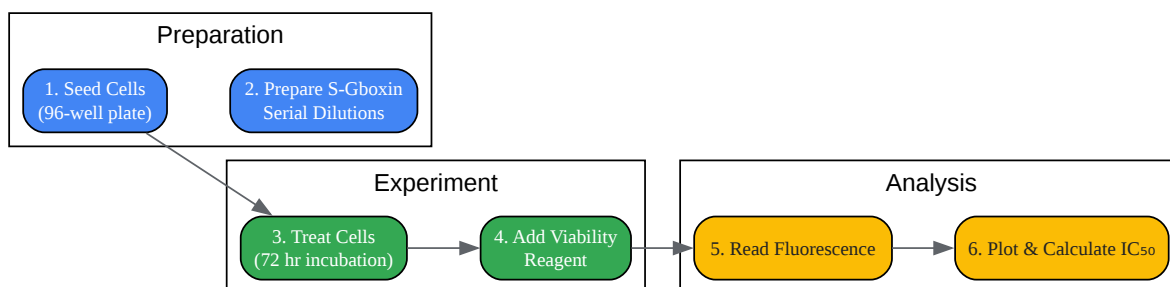 Preparation
1. Seed Cells
(96-well plate)
2. Prepare S-Gboxin
Serial Dilutions
Experiment
3. Treat Cells
(72 hr incubation)
4. Add Viability
Reagent
Analysis
5. Read Fluorescence
6. Plot & Calculate IC₅₀